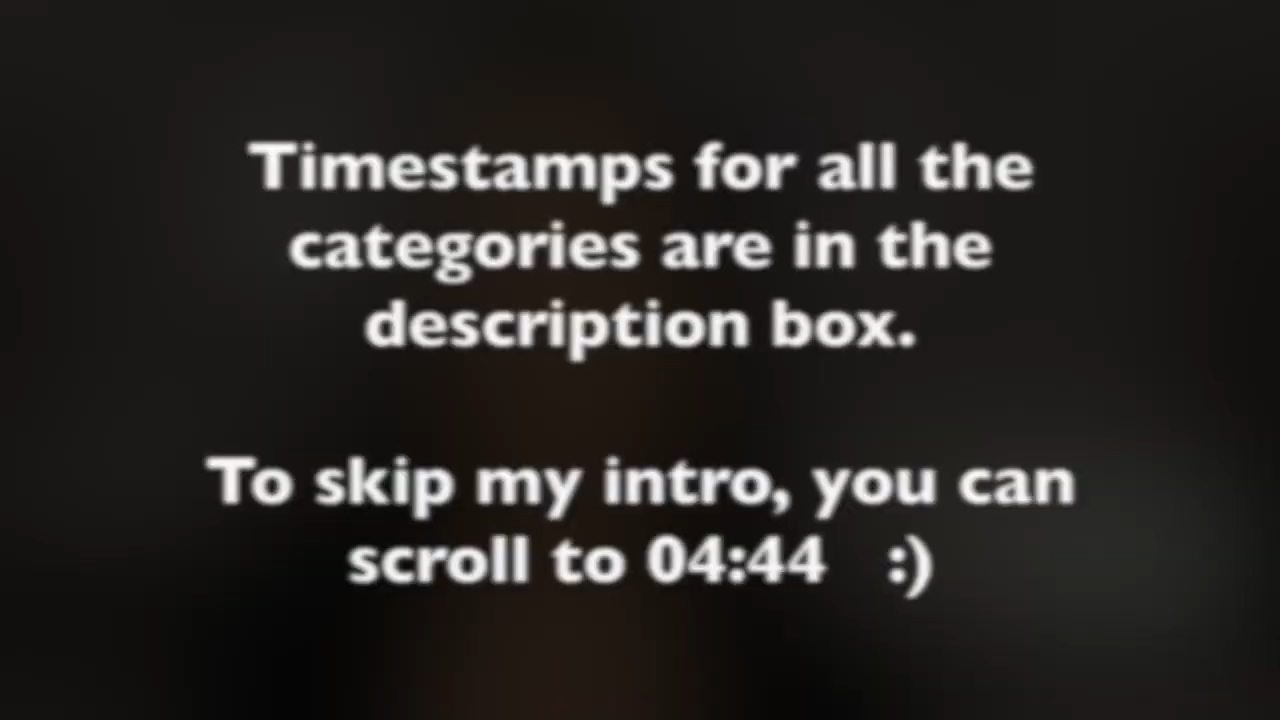 Timestamps for all the
categories are in the
description box.
To skip my intro, you can
scroll to 04:44 :)